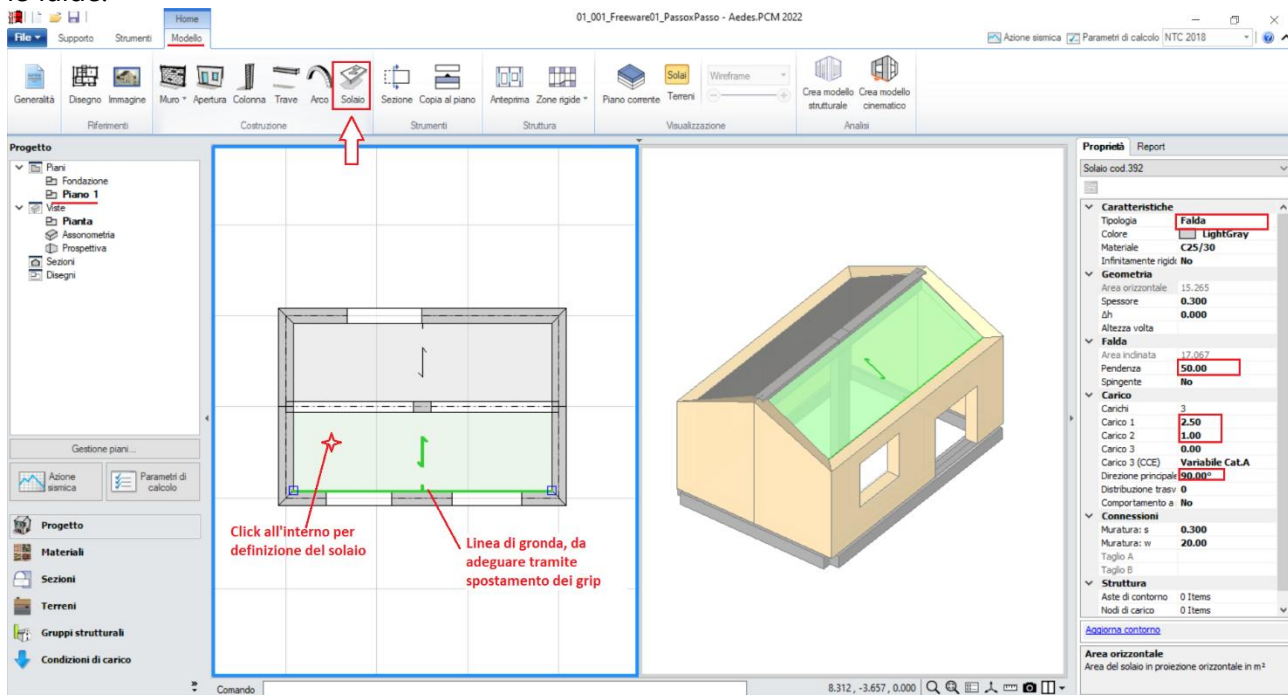 le falde.
01_001_Freeware01_PassoxPasso - Aedes.PCM 2022
Home
File
Supporto
Strumenti
Modello
Azione sismica
Parametri di calcolo
NTC 2018
Generalità
Disegno
Immagine
Muro
Apertura
Colonna
Trave
Arco
Solaio
Sezione
Copia al piano
Anteprima
Zone rigide
Piano corrente
Solai
Terreni
Wireframe
Crea modello
strutturale
Crea modello
cinematico
Riferimenti
Costruzione
Strumenti
Struttura
Visualizzazione
Analisi
Progetto
Piani
Fondazione
Piano 1
Viste
Pianta
Assonometria
Prospettiva
Sezioni
Disegni
Gestione piani...
Azione
sismica
Parametri di
calcolo
Progetto
Materiali
Sezioni
Terreni
Gruppi strutturali
Condizioni di carico
Click all'interno per
definizione del solaio
Linea di gronda, da
adeguare tramite
spostamento dei grip
Comando
8.312 , -3.657 , 0.000
Proprietà
Report
Solaio cod.392
Caratteristiche
Tipologia Falda
Colore LightGray
Materiale C25/30
Infinitamente rigido No
Geometria
Area orizzontale 15.265
Spessore 0.300
Δh 0.000
Altezza volta
Falda
Area inclinata 17.067
Pendenza 50.00
Spingente No
Carico
Carichi 3
Carico 1 2.50
Carico 2 1.00
Carico 3 0.00
Carico 3 (CCE) Variabile Cat.A
Direzione principale 90.00°
Distribuzione trasv 0
Comportamento a No
Connessioni
Muratura: s 0.300
Muratura: w 20.00
Taglio A
Taglio B
Struttura
Aste di contorno 0 Items
Nodi di carico 0 Items
Aggiorna contorno
Area orizzontale
Area del solaio in proiezione orizzontale in m²